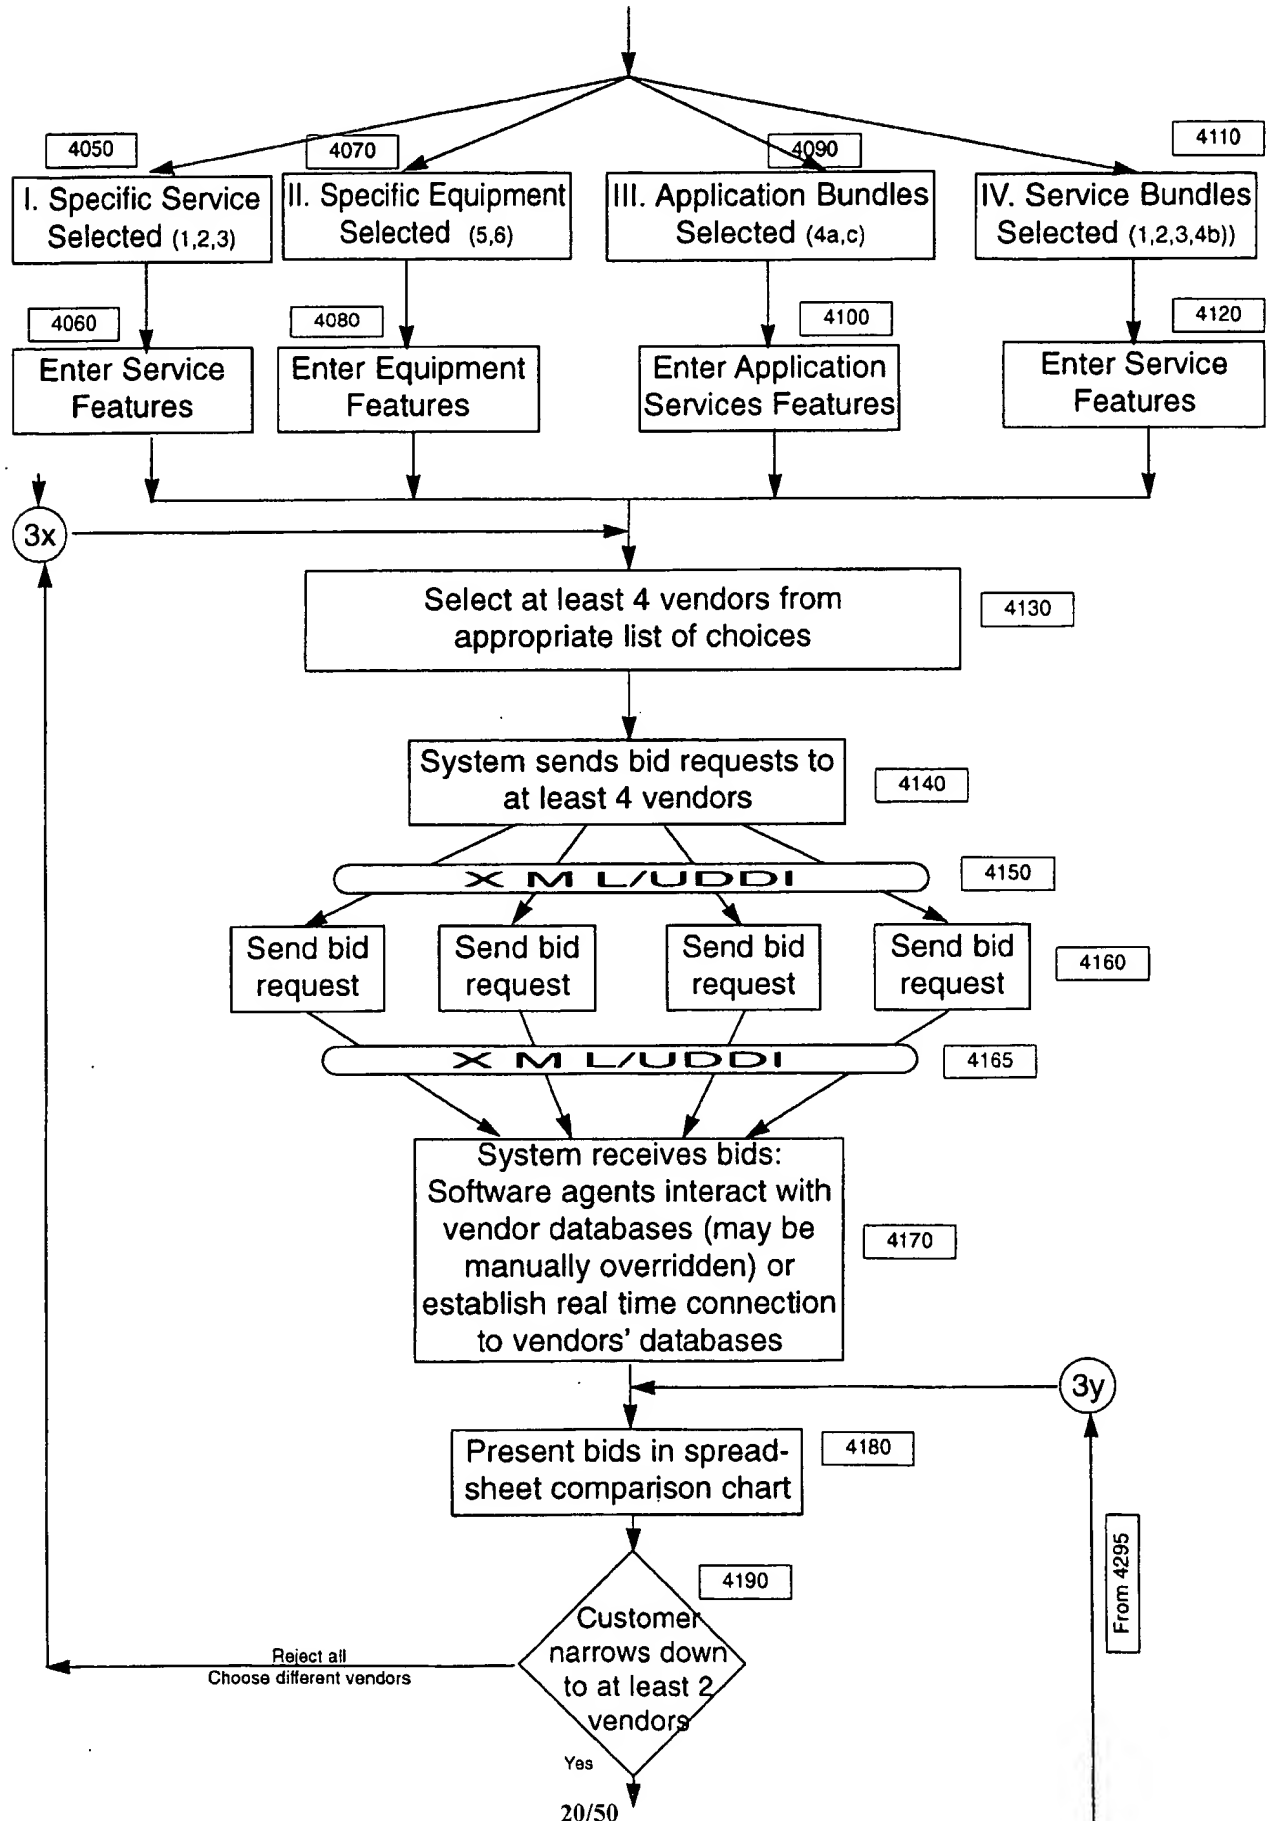 4050
4070
4090
4110
I. Specific Service
Selected (1,2,3)
II. Specific Equipment
Selected (5,6)
III. Application Bundles
Selected (4a,c)
IV. Service Bundles
Selected (1,2,3,4b))
4060
4080
4100
4120
Enter Service
Features
Enter Equipment
Features
Enter Application
Services Features
Enter Service
Features
3x
Select at least 4 vendors from
appropriate list of choices
4130
System sends bid requests to
at least 4 vendors
4140
X M L/UDDI
4150
Send bid
request
Send bid
request
Send bid
request
Send bid
request
4160
X M L/UDDI
4165
System receives bids:
Software agents interact with
vendor databases (may be
manually overridden) or
establish real time connection
to vendors' databases
4170
3y
Present bids in spread-
sheet comparison chart
4180
From 4295
4190
Customer
narrows down
to at least 2
vendors
Reject all
Choose different vendors
Yes
20/50